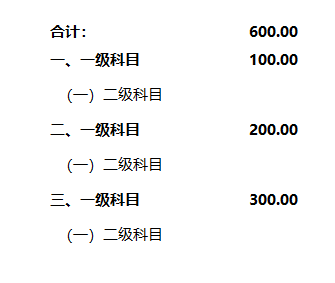 合计： 600.00
一、一级科目 100.00
（一）二级科目
二、一级科目 200.00
（一）二级科目
三、一级科目 300.00
（一）二级科目